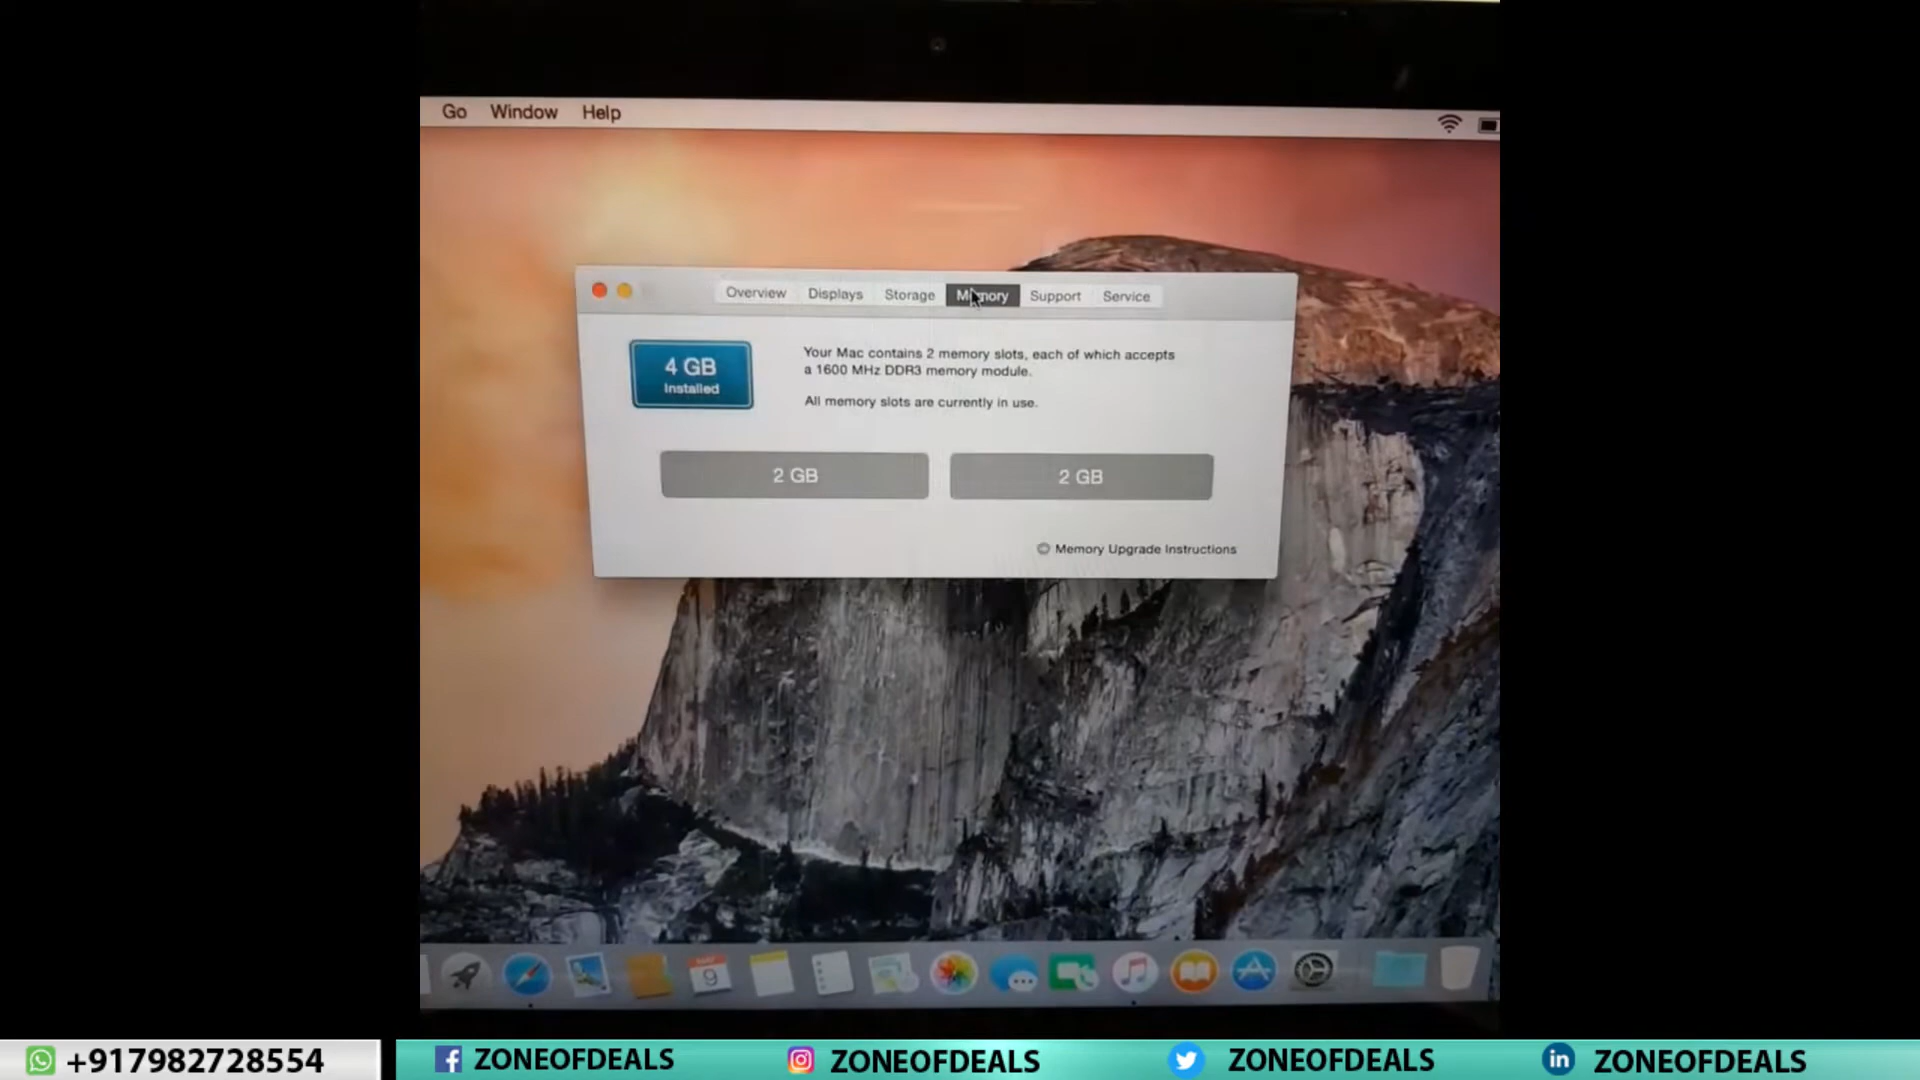 Go Window Help
Overview Displays Storage Memory Support Service
4 GB
Installed
Your Mac contains 2 memory slots, each of which accepts
a 1600 MHz DDR3 memory module.
All memory slots are currently in use.
2 GB 2 GB
Memory Upgrade Instructions
9
+917982728554 ZONEOFDEALS ZONEOFDEALS ZONEOFDEALS in ZONEOFDEALS